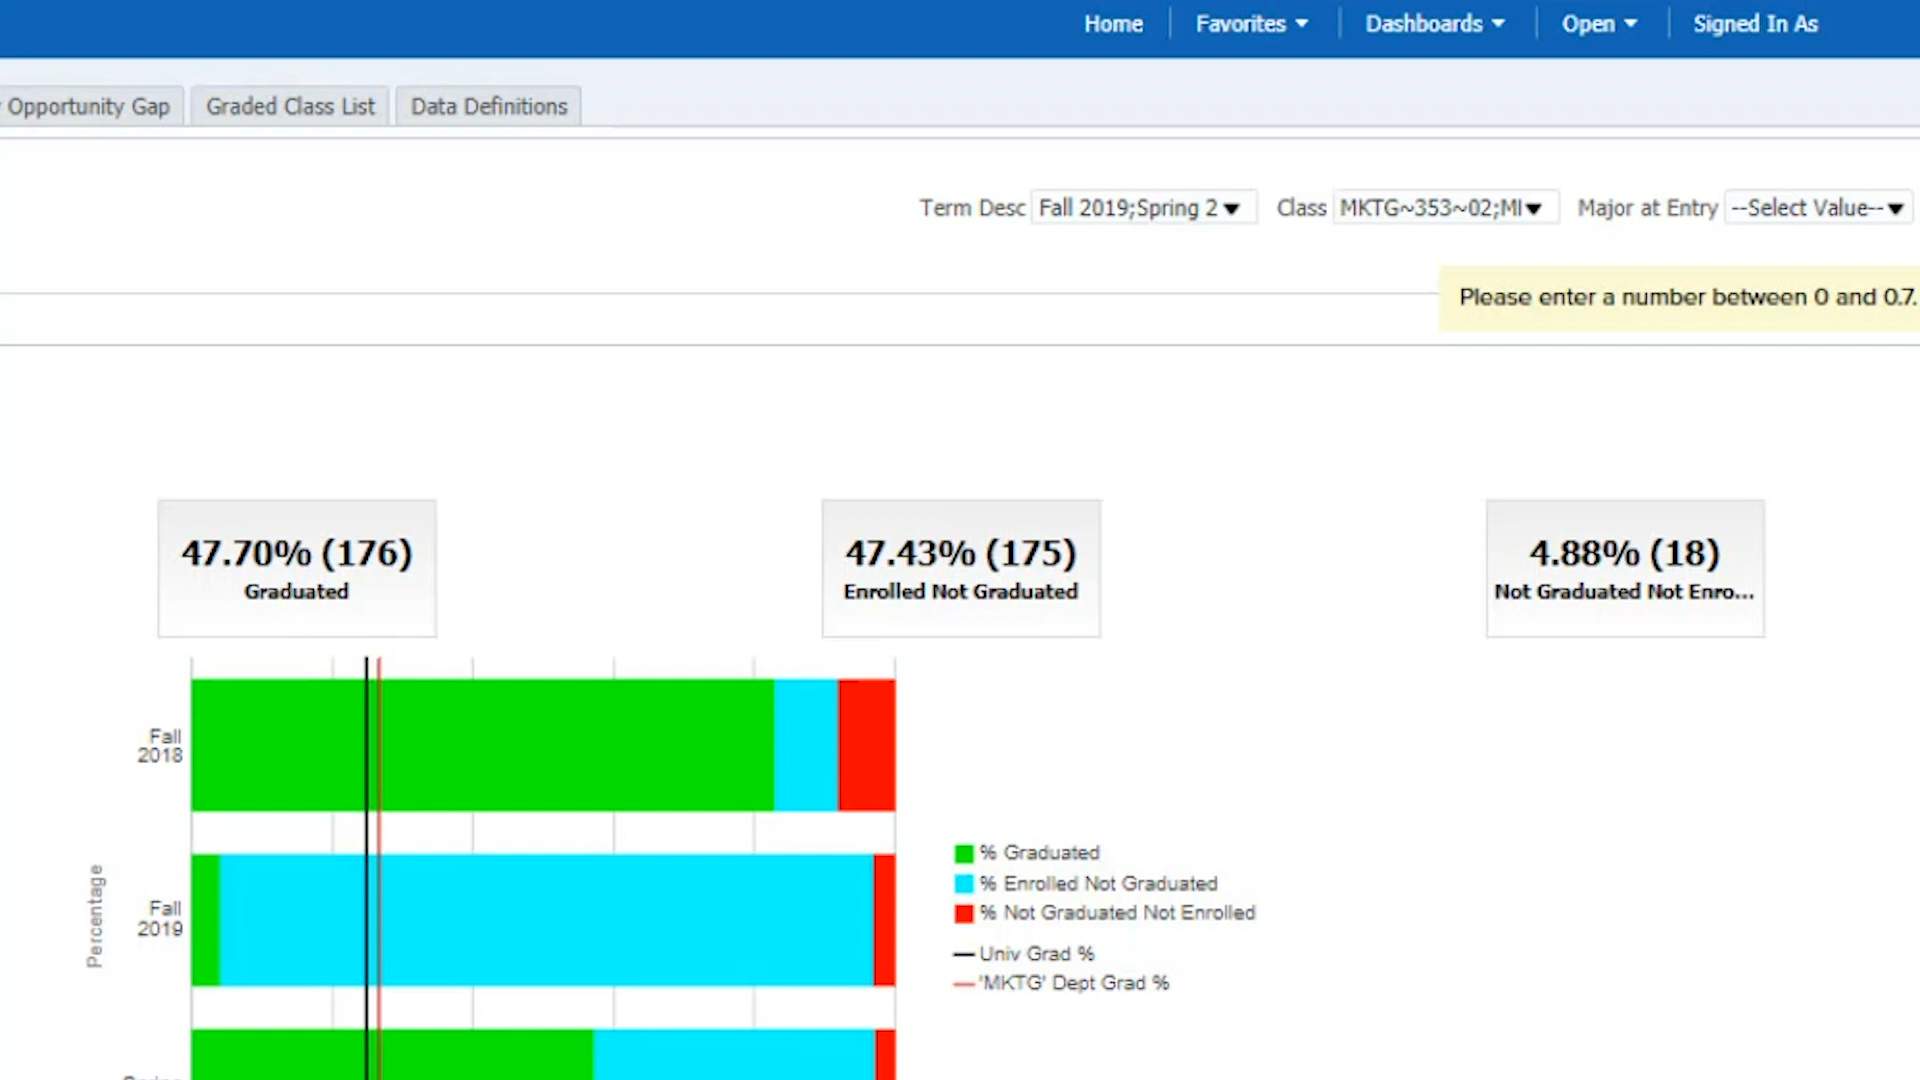 Home Favorites Dashboards Open Signed In As
Opportunity Gap Graded Class List Data Definitions
Term Desc Fall 2019;Spring 2 Class MKTG~353~02;MI Major at Entry --Select Value--
Please enter a number between 0 and 0.7.
47.70% (176)
Graduated
47.43% (175)
Enrolled Not Graduated
4.88% (18)
Not Graduated Not Enro...
Fall
2018
Fall
2019
Percentage
% Graduated
% Enrolled Not Graduated
% Not Graduated Not Enrolled
Univ Grad %
'MKTG' Dept Grad %